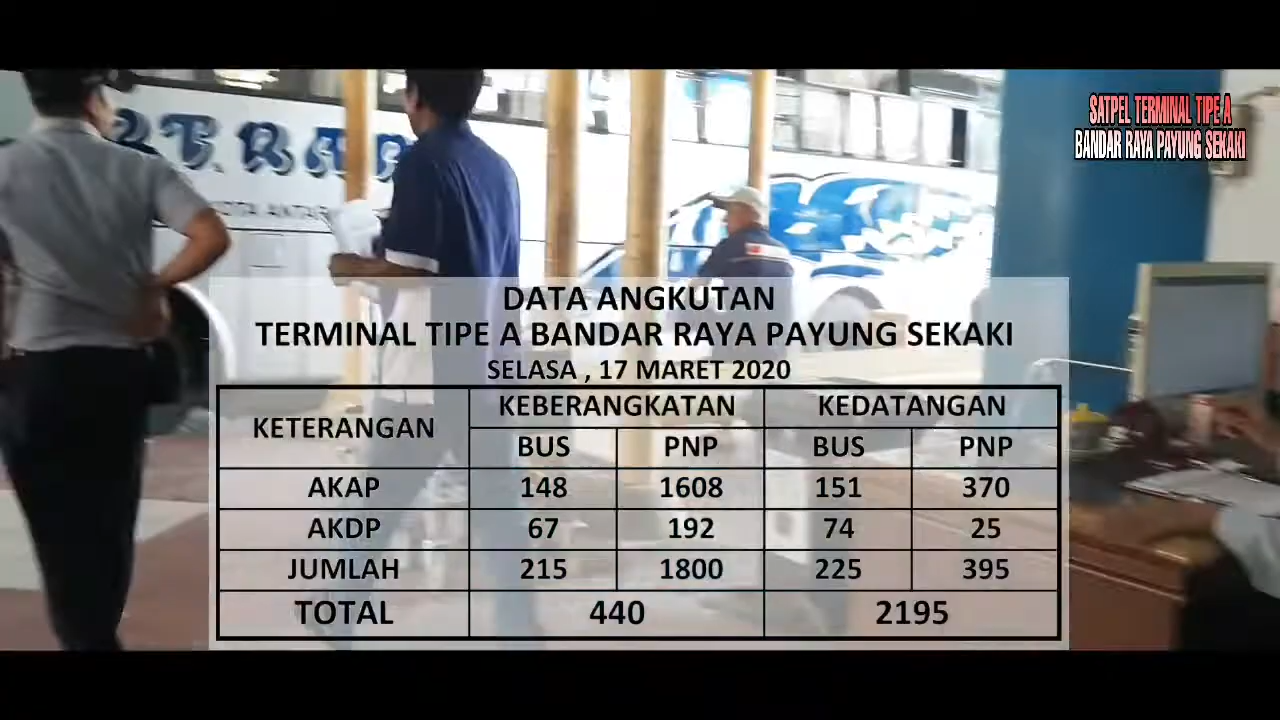 SATPEL TERMINAL TIPE A
BANDAR RAYA PAYUNG SEKAKI
DATA ANGKUTAN
TERMINAL TIPE A BANDAR RAYA PAYUNG SEKAKI
SELASA , 17 MARET 2020
KETERANGAN KEBERANGKATAN KEDATANGAN
BUS PNP BUS PNP
AKAP 148 1608 151 370
AKDP 67 192 74 25
JUMLAH 215 1800 225 395
TOTAL 440 2195